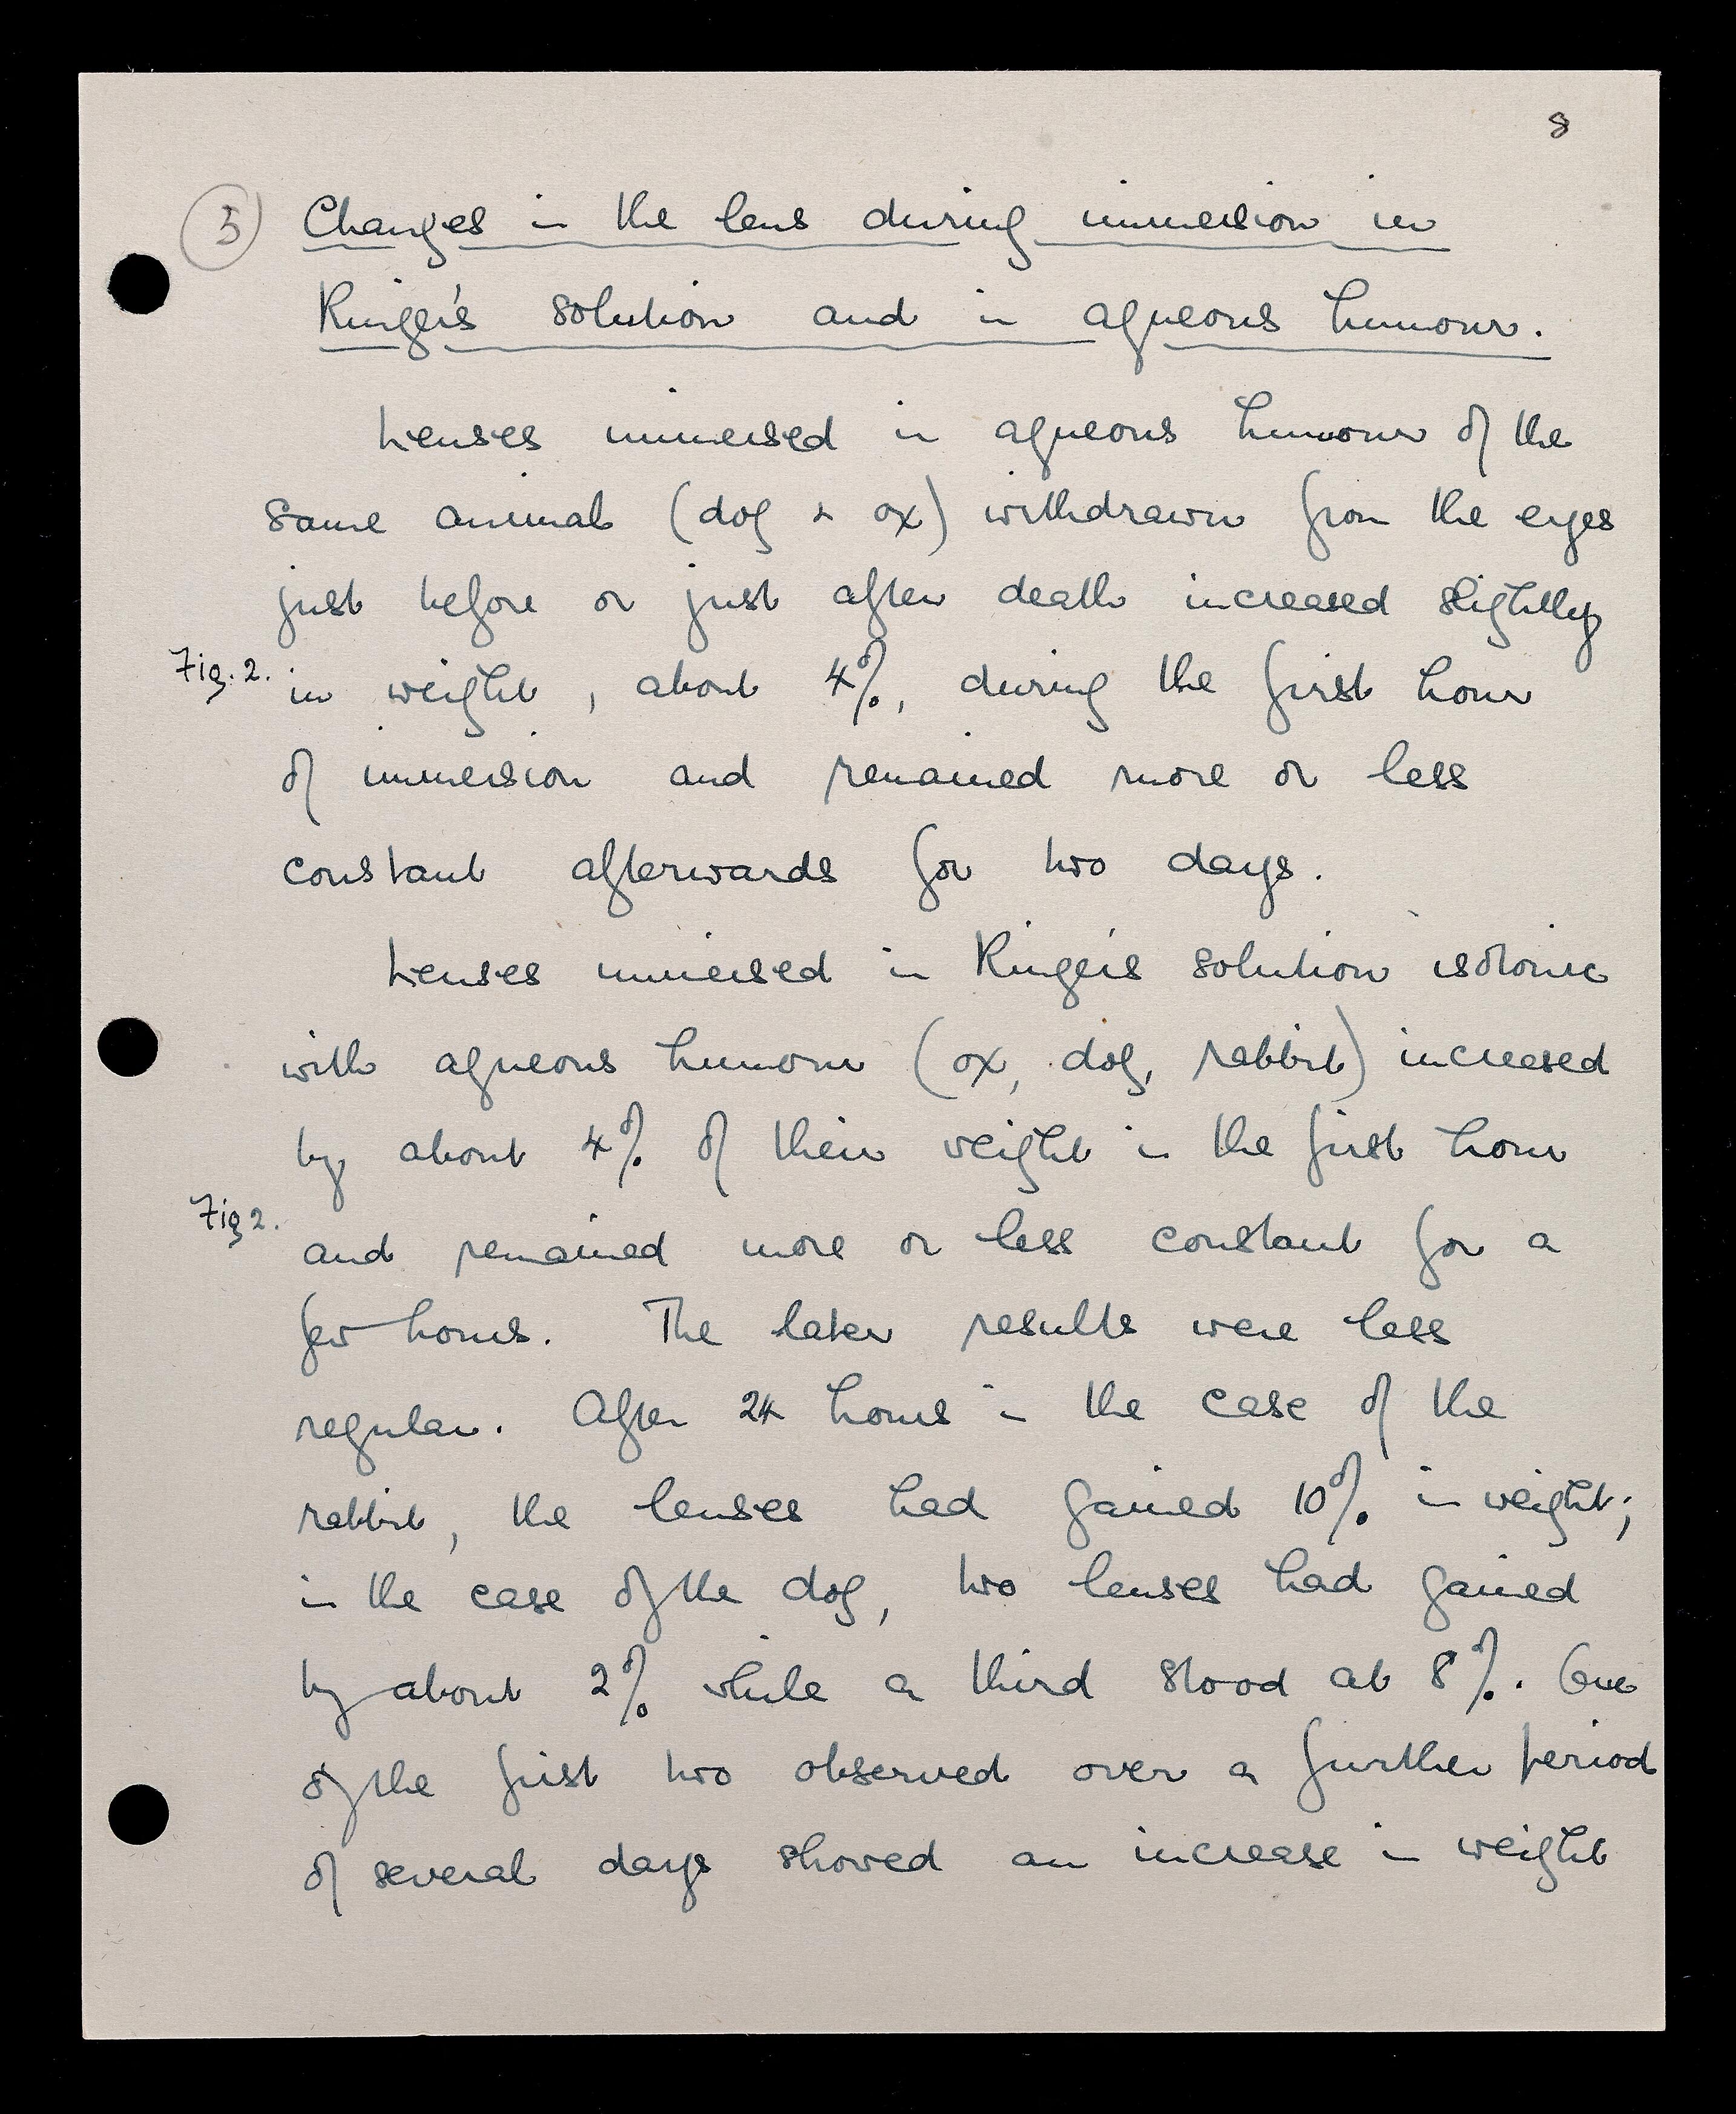 8
3 Changes in the lens during immersion in
Ringer's solution and in aqueous humour.
Lenses immersed in aqueous humour of the
same animal (dog + ox) withdrawn from the eyes
just before or just after death increased slightly
Fig. 2. in weight, about 4%, during the first hour
of immersion and remained more or less
constant afterwards for two days.
Lenses immersed in Ringer's solution isotonic
with aqueous humour (ox, dog, rabbit) increased
by about 4% of their weight in the first hour
Fig 2.
and remained more or less constant for a
few hours. The later results were less
regular. After 24 hours in the case of the
rabbit, the lenses had gained 10% in weight;
in the case of the dog, two lenses had gained
by about 2% while a third stood at 8%. One
of the first two observed over a further period
of several days showed an increase in weight